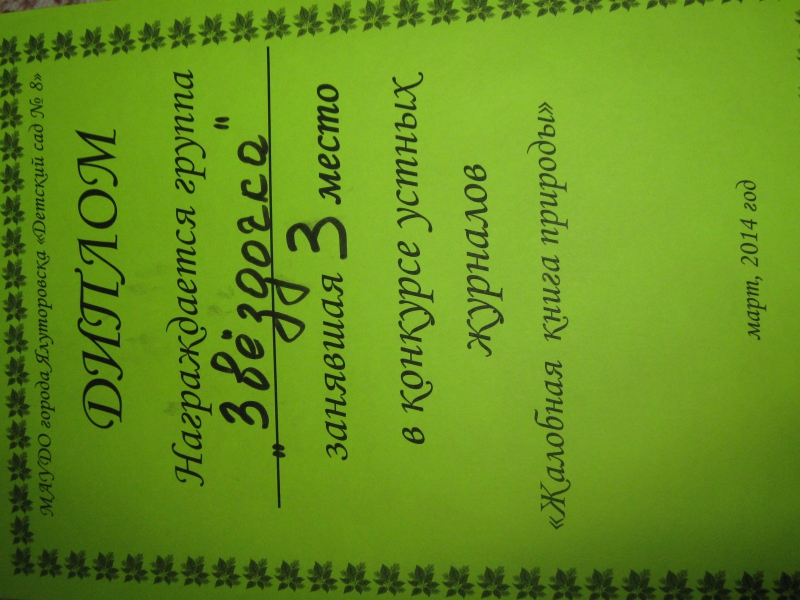 МАУДО города Ялуторовска «Детский сад № 8»
ДИПЛОМ
Награждается группа
"Звёздочка"
занявшая 3 место
в конкурсе устных
журналов
«Жалобная книга природы»
март, 2014 год